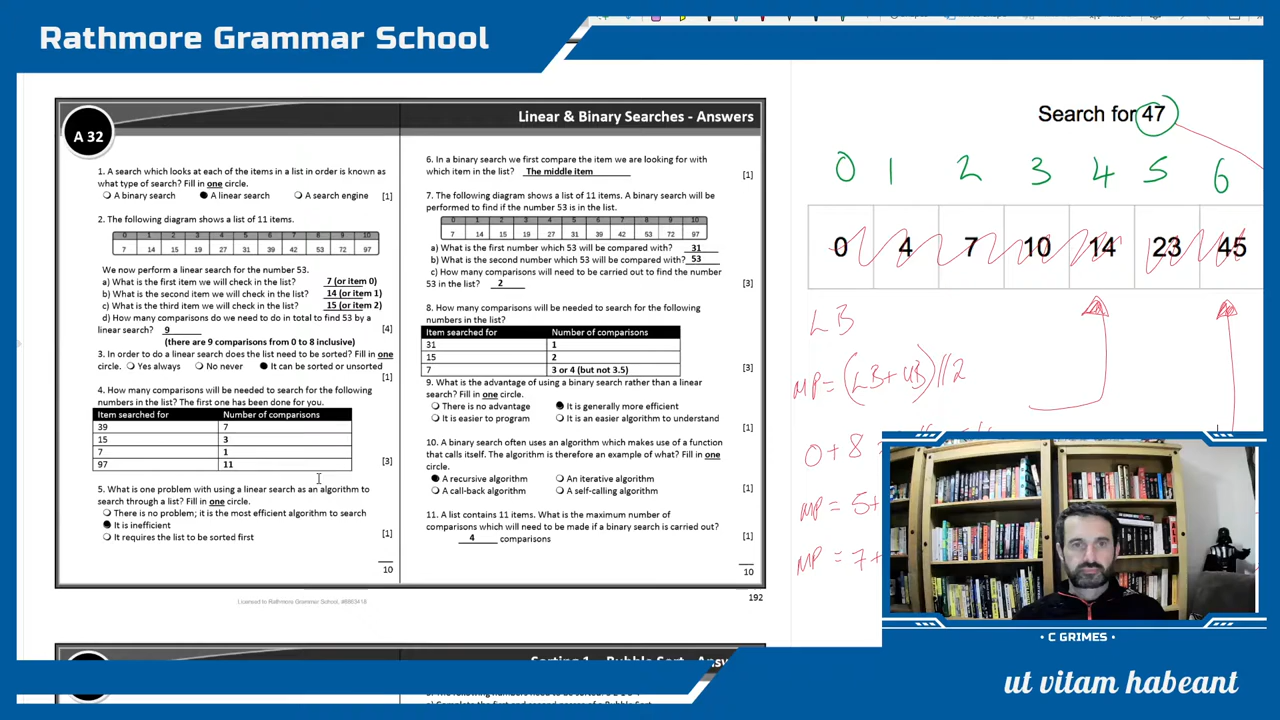 Rathmore Grammar School
A 32
Linear & Binary Searches - Answers
1. A search which looks at each of the items in a list in order is known as
what type of search? Fill in one circle.
A binary search A linear search A search engine [1]
2. The following diagram shows a list of 11 items.
0 1 2 3 4 5 6 7 8 9 10
7 14 15 19 27 31 39 42 53 72 97
We now perform a linear search for the number 53.
a) What is the first item we will check in the list? 7 (or item 0)
b) What is the second item we will check in the list? 14 (or item 1)
c) What is the third item we will check in the list? 15 (or item 2)
d) How many comparisons do we need to do in total to find 53 by a
linear search? 9 [4]
(there are 9 comparisons from 0 to 8 inclusive)
3. In order to do a linear search does the list need to be sorted? Fill in one
circle. Yes always No never It can be sorted or unsorted
[1]
4. How many comparisons will be needed to search for the following
numbers in the list? The first one has been done for you.
Item searched for Number of comparisons
39 7
15 3
7 1
97 11
[3]
5. What is one problem with using a linear search as an algorithm to
search through a list? Fill in one circle.
There is no problem; it is the most efficient algorithm to search
It is inefficient
It requires the list to be sorted first [1]
10
6. In a binary search we first compare the item we are looking for with
which item in the list? The middle item [1]
7. The following diagram shows a list of 11 items. A binary search will be
performed to find if the number 53 is in the list.
0 1 2 3 4 5 6 7 8 9 10
7 14 15 19 27 31 39 42 53 72 97
a) What is the first number which 53 will be compared with? 31
b) What is the second number which 53 will be compared with? 53
c) How many comparisons will need to be carried out to find the number
53 in the list? 2 [3]
8. How many comparisons will be needed to search for the following
numbers in the list?
Item searched for Number of comparisons
31 1
15 2
7 3 or 4 (but not 3.5)
[3]
9. What is the advantage of using a binary search rather than a linear
search? Fill in one circle.
There is no advantage It is generally more efficient
It is easier to program It is an easier algorithm to understand
[1]
10. A binary search often uses an algorithm which makes use of a function
that calls itself. The algorithm is therefore an example of what? Fill in one
circle.
A recursive algorithm An iterative algorithm
A call-back algorithm A self-calling algorithm [1]
11. A list contains 11 items. What is the maximum number of
comparisons which will need to be made if a binary search is carried out?
4 comparisons [1]
10
Licensed to Rathmore Grammar School, #8803418
192
Search for 47
0 1 2 3 4 5 6
0 4 7 10 14 23 45
LB
MP = (LB+UB)//2
0+8
MP = 5+
MP = 7+
• C GRIMES •
ut vitam habeant